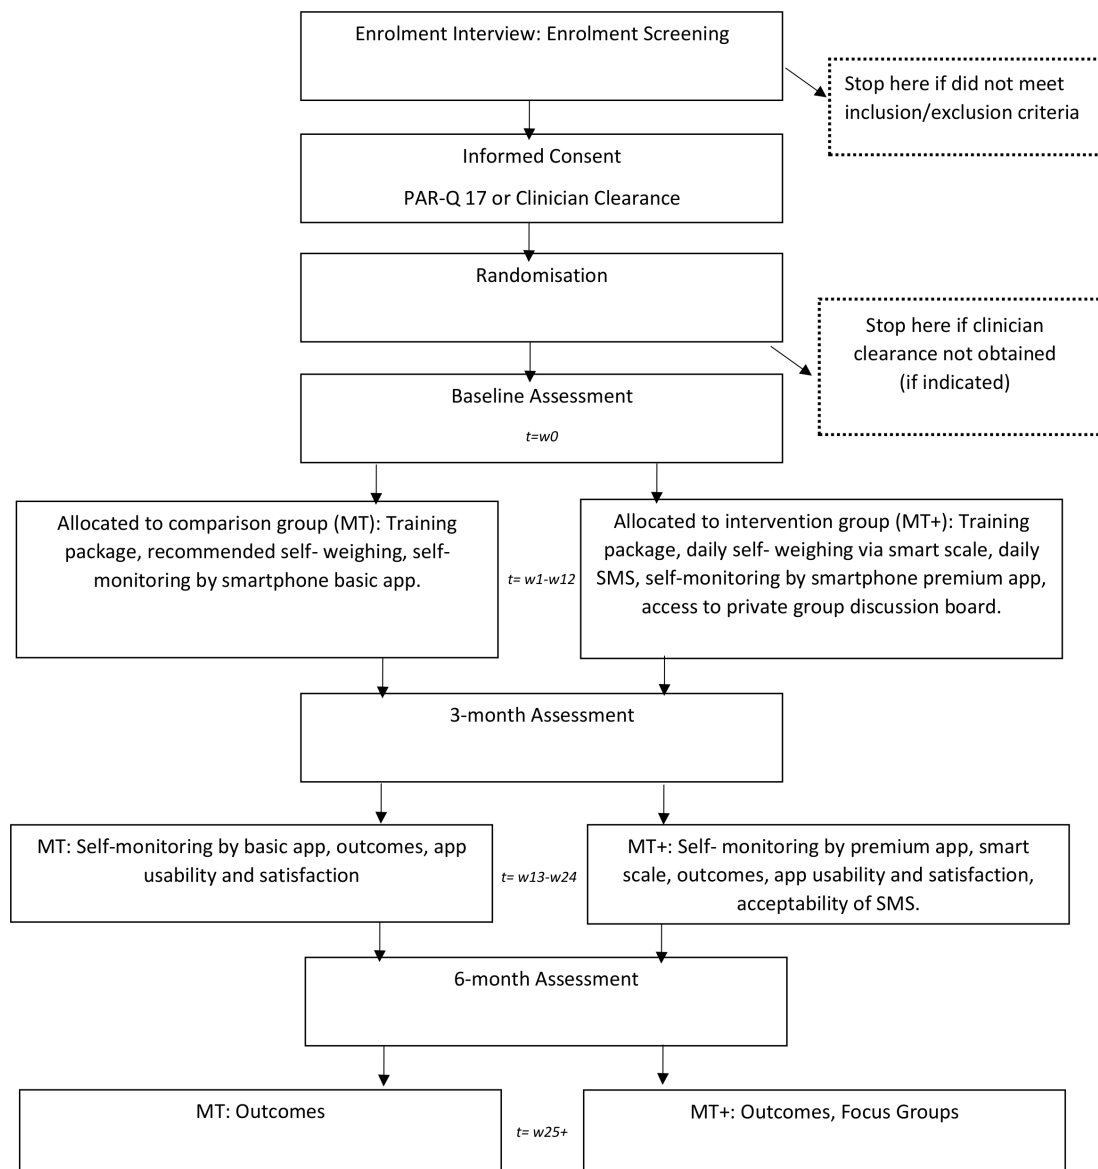 Enrolment Interview: Enrolment Screening
Stop here if did not meet
inclusion/exclusion criteria
Informed Consent
PAR-Q 17 or Clinician Clearance
Randomisation
Stop here if clinician
clearance not obtained
(if indicated)
Baseline Assessment
t=w0
Allocated to comparison group (MT): Training
package, recommended self- weighing, self-
monitoring by smartphone basic app.
t= w1-w12
Allocated to intervention group (MT+): Training
package, daily self- weighing via smart scale, daily
SMS, self-monitoring by smartphone premium app,
access to private group discussion board.
3-month Assessment
MT: Self-monitoring by basic app, outcomes, app
usability and satisfaction
t= w13-w24
MT+: Self- monitoring by premium app, smart
scale, outcomes, app usability and satisfaction,
acceptability of SMS.
6-month Assessment
MT: Outcomes
t= w25+
MT+: Outcomes, Focus Groups